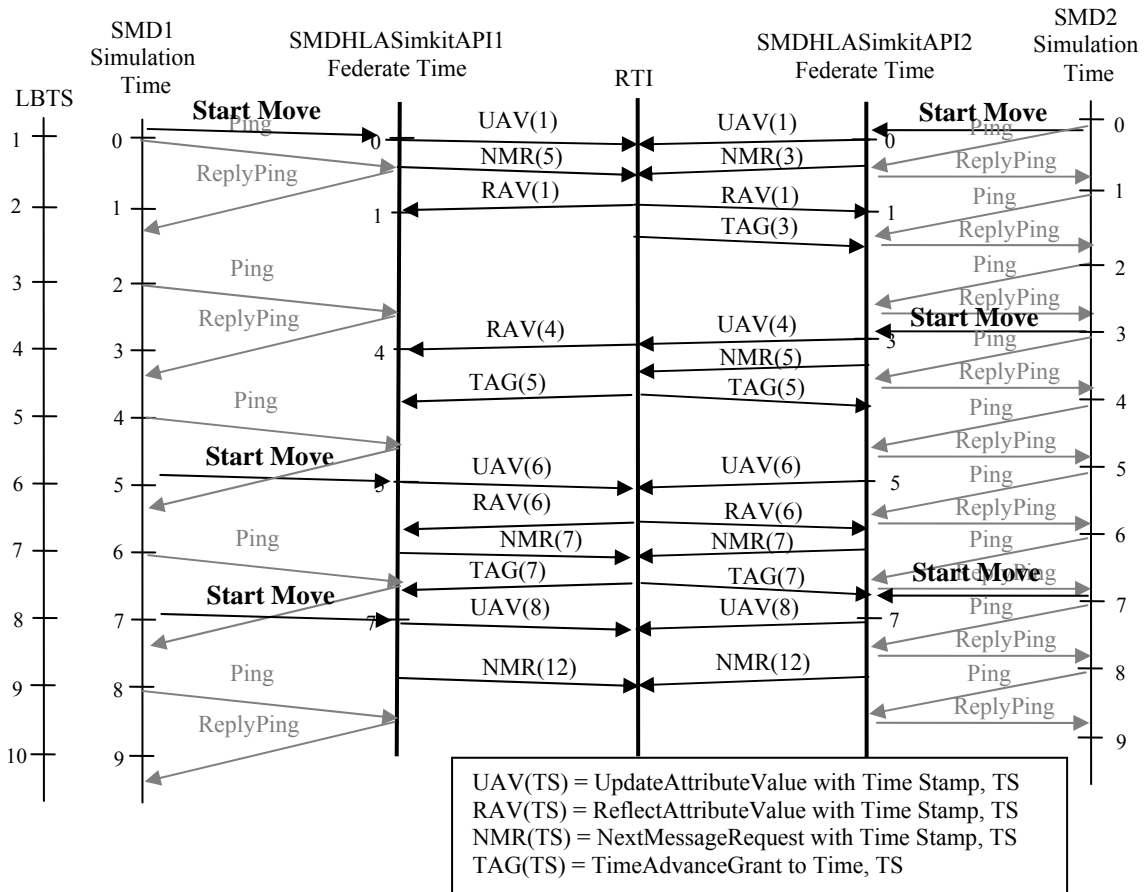 SMD1
Simulation
Time
SMDHLASimkitAPI1
Federate Time
RTI
SMDHLASimkitAPI2
Federate Time
SMD2
Simulation
Time
LBTS
Start Move
Start Move
Ping
UAV(1)
UAV(1)
Ping
1
0
0
0
0
NMR(5)
NMR(3)
ReplyPing
ReplyPing
RAV(1)
RAV(1)
1
2
1
1
1
Ping
TAG(3)
ReplyPing
Ping
Ping
2
3
2
ReplyPing
ReplyPing
Start Move
RAV(4)
UAV(4)
3
4
3
4
3
Ping
NMR(5)
ReplyPing
TAG(5)
TAG(5)
4
Ping
Ping
5
4
ReplyPing
Start Move
UAV(6)
UAV(6)
5
6
5
5
5
Ping
RAV(6)
RAV(6)
ReplyPing
6
Ping
NMR(7)
NMR(7)
Ping
7
6
TAG(7)
TAG(7)
Start Move
ReplyPing
Start Move
UAV(8)
UAV(8)
7
8
7
7
7
Ping
ReplyPing
NMR(12)
NMR(12)
8
Ping
Ping
9
8
ReplyPing
ReplyPing
9
10
9
UAV(TS) = UpdateAttributeValue with Time Stamp, TS
RAV(TS) = ReflectAttributeValue with Time Stamp, TS
NMR(TS) = NextMessageRequest with Time Stamp, TS
TAG(TS) = TimeAdvanceGrant to Time, TS